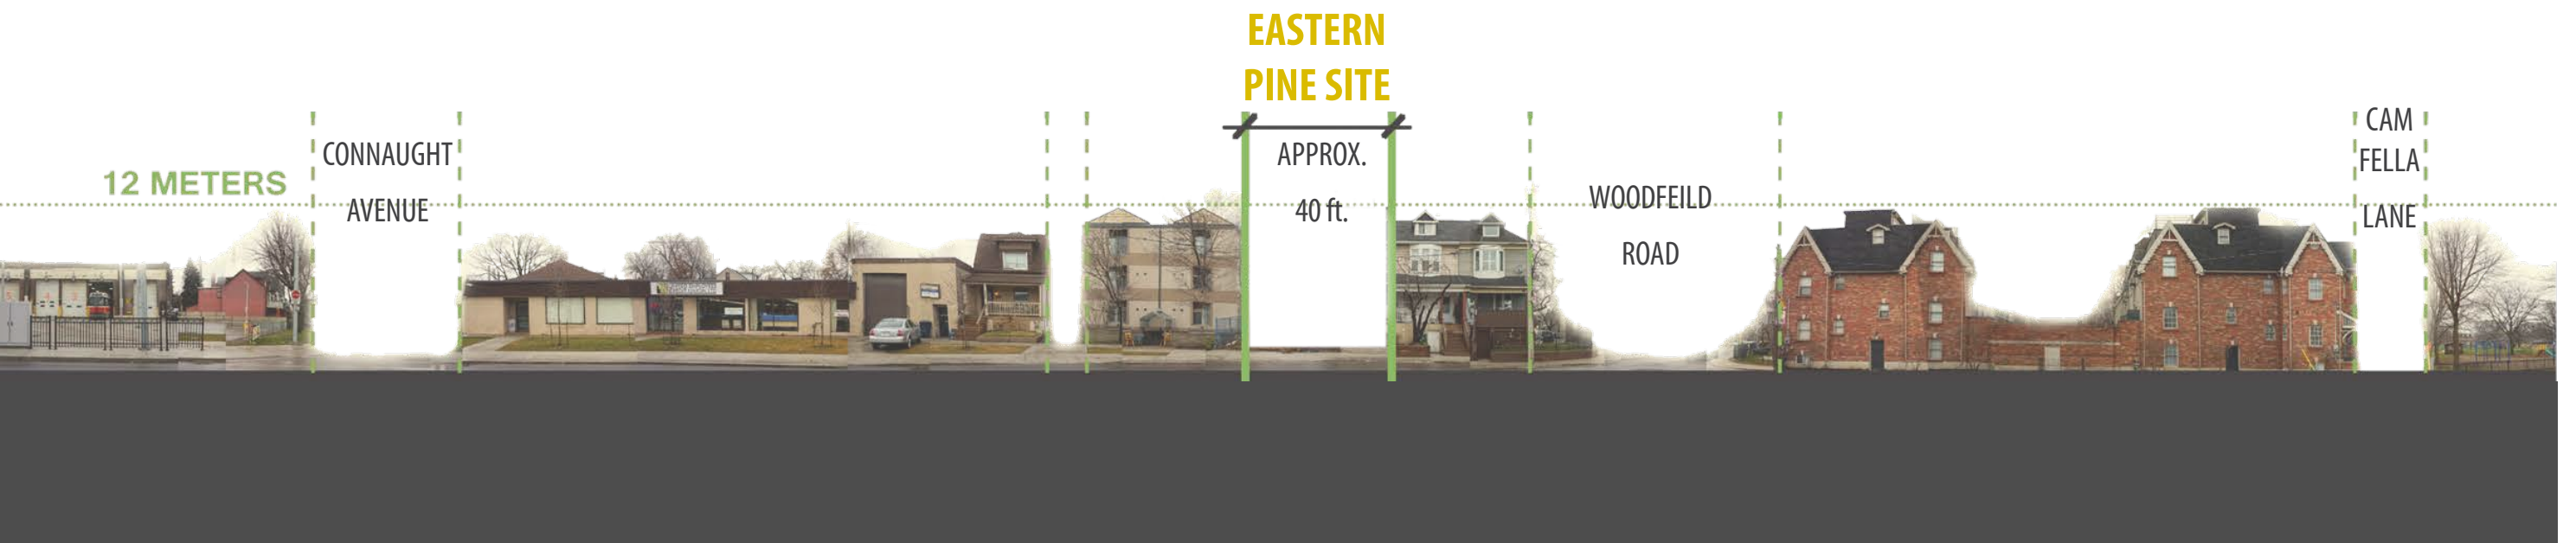 EASTERN
PINE SITE
12 METERS
CONNAUGHT
AVENUE
APPROX.
40 ft.
WOODFEILD
ROAD
CAM
FELLA
LANE